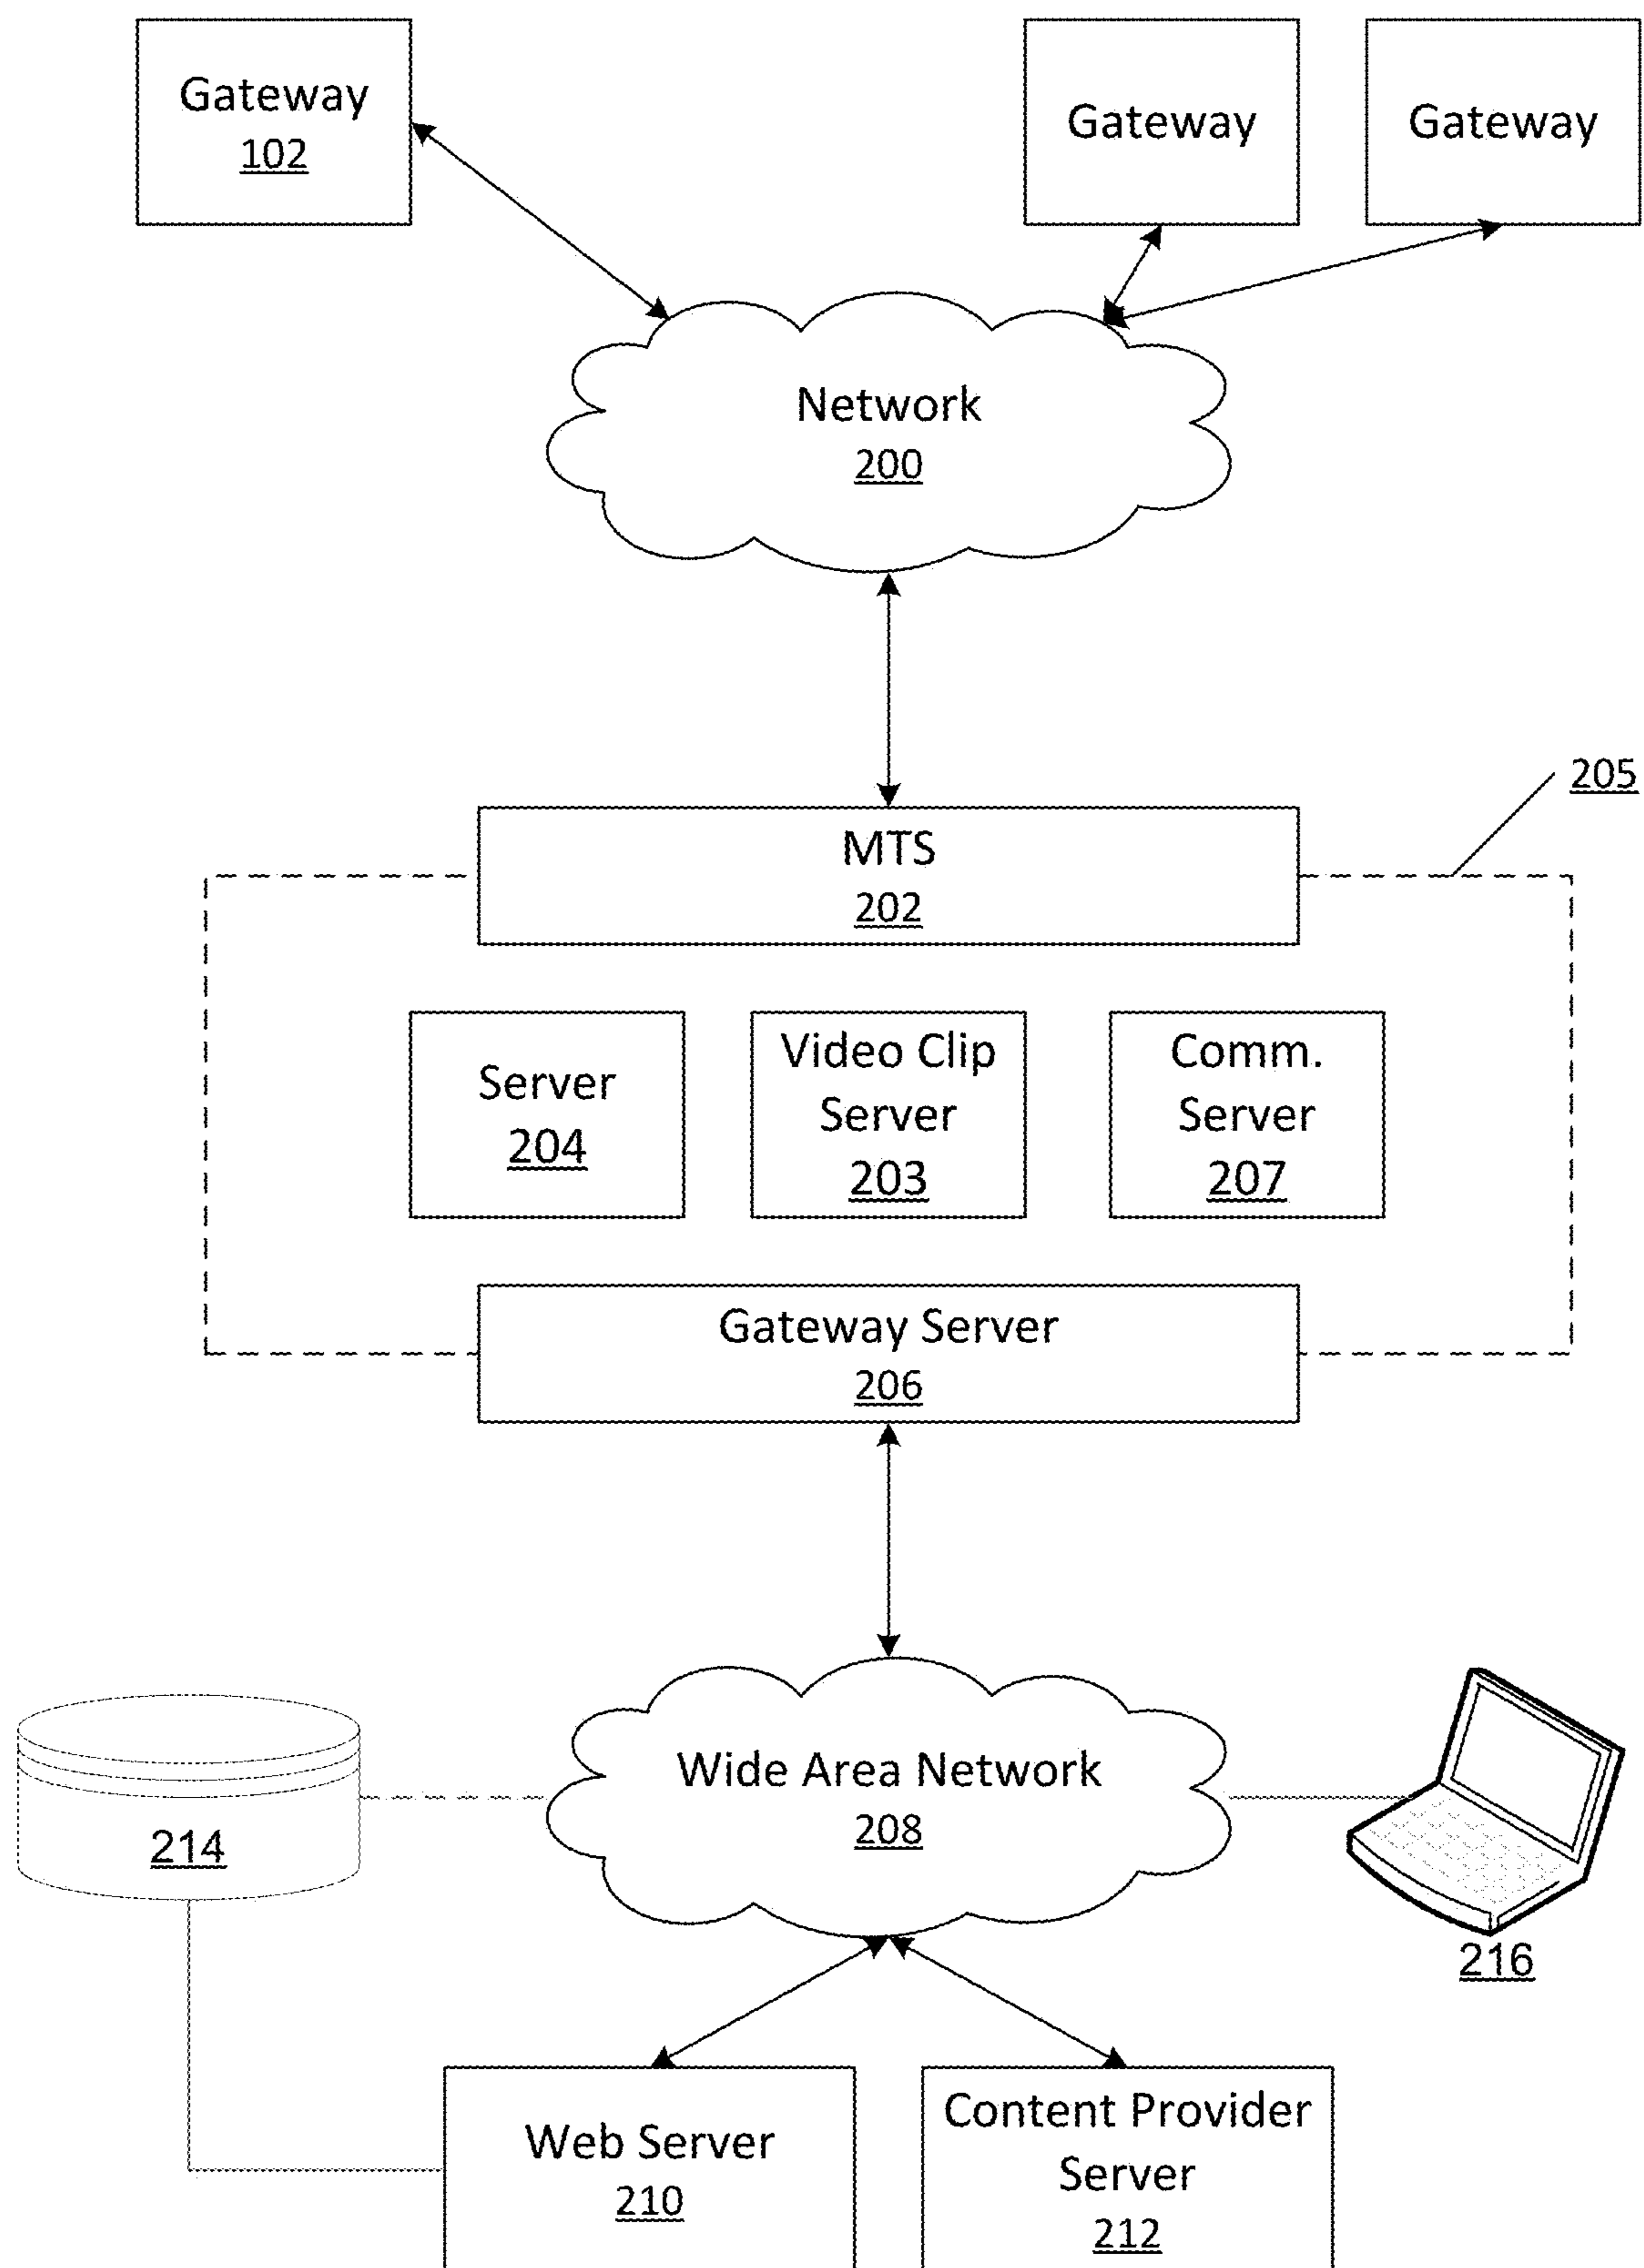 Gateway
102
Gateway
Gateway
Network
200
205
MTS
202
Server
204
Video Clip
Server
203
Comm.
Server
207
Gateway Server
206
Wide Area Network
208
214
216
Web Server
210
Content Provider
Server
212